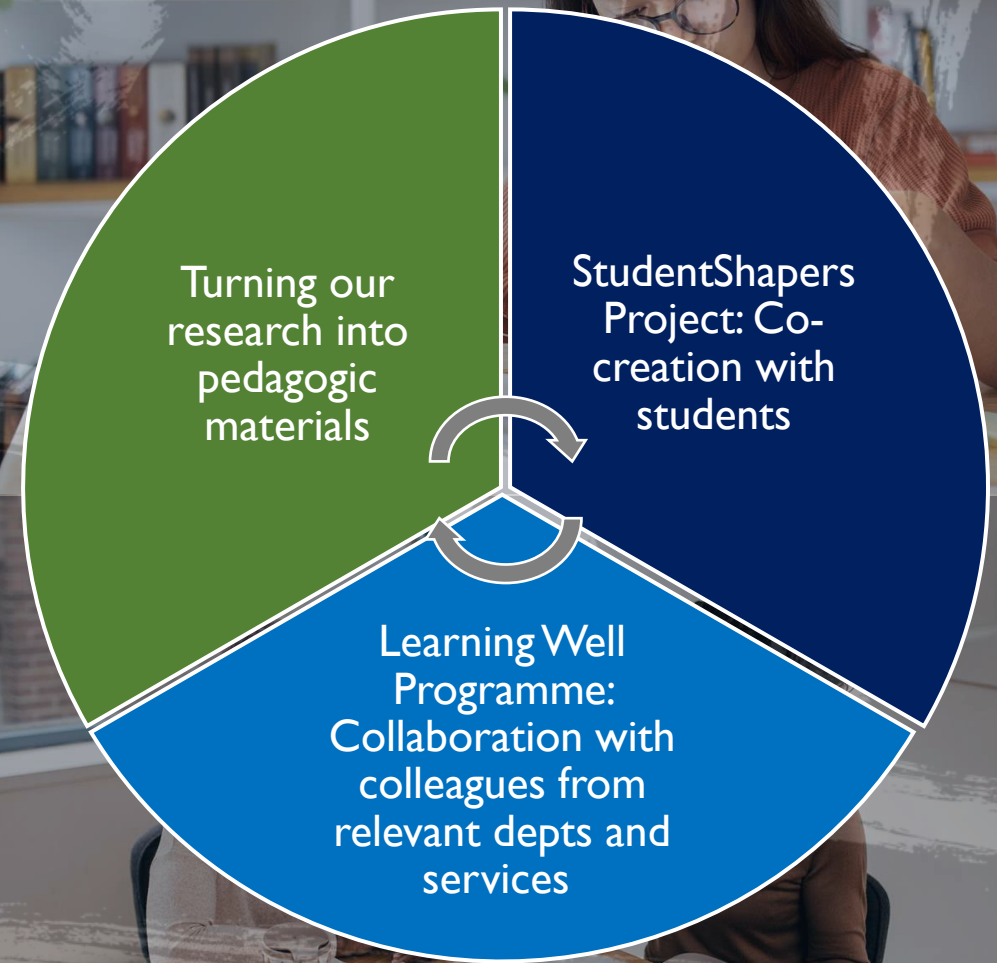 Turning our
research into
pedagogic
materials
StudentShapers
Project: Co-
creation with
students
Learning Well
Programme:
Collaboration with
colleagues from
relevant depts and
services